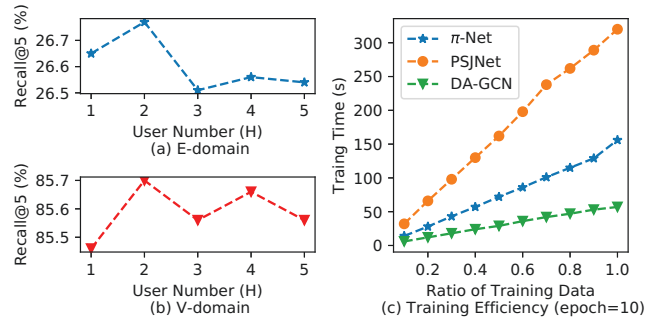 Recall@5 (%)
26.7
26.6
26.5
1 2 3 4 5
User Number (H)
(a) E-domain
Recall@5 (%)
85.7
85.6
85.5
1 2 3 4 5
User Number (H)
(b) V-domain
π-Net
PSJNet
DA-GCN
Traing Time (s)
300
250
200
150
100
50
0
0.2 0.4 0.6 0.8 1.0
Ratio of Training Data
(c) Training Efficiency (epoch=10)